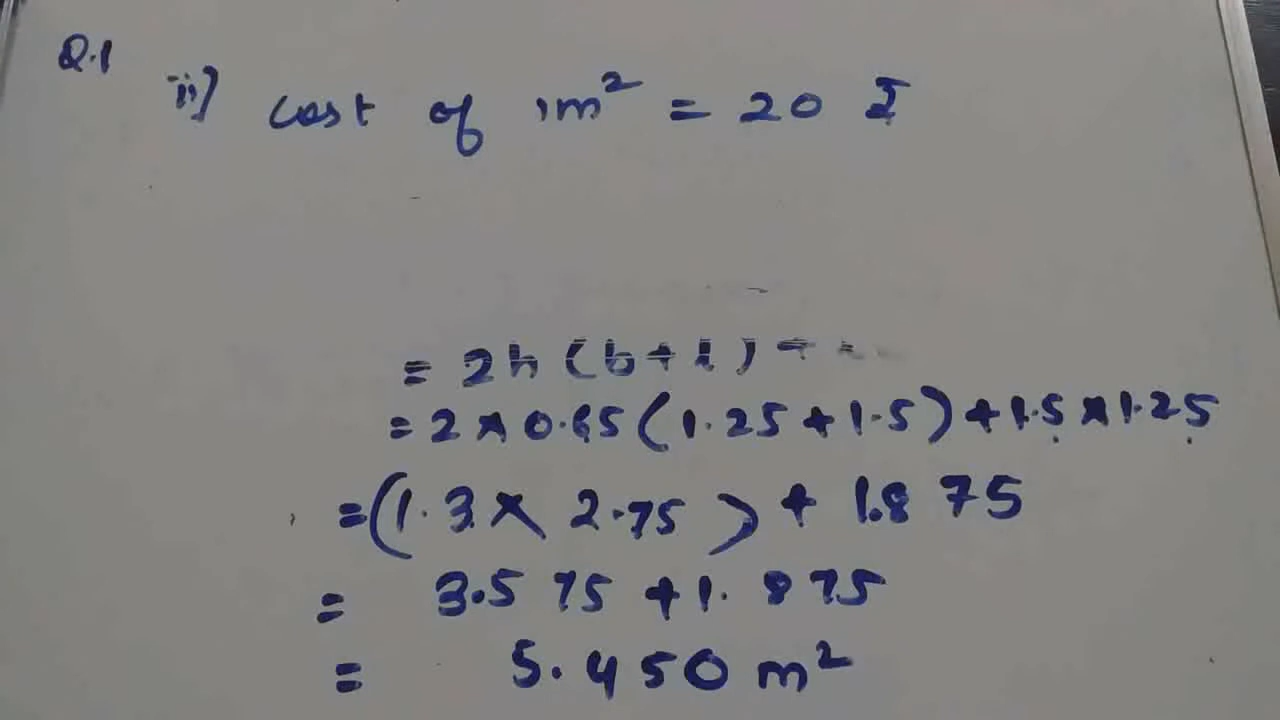 Q.1
ii) cost of 1m² = 20 ₹
= 2h (b+l) +
= 2 × 0.65 (1.25 + 1.5) + 1.5 × 1.25
= (1.3 × 2.75) + 1.875
= 3.575 + 1.875
= 5.450 m²